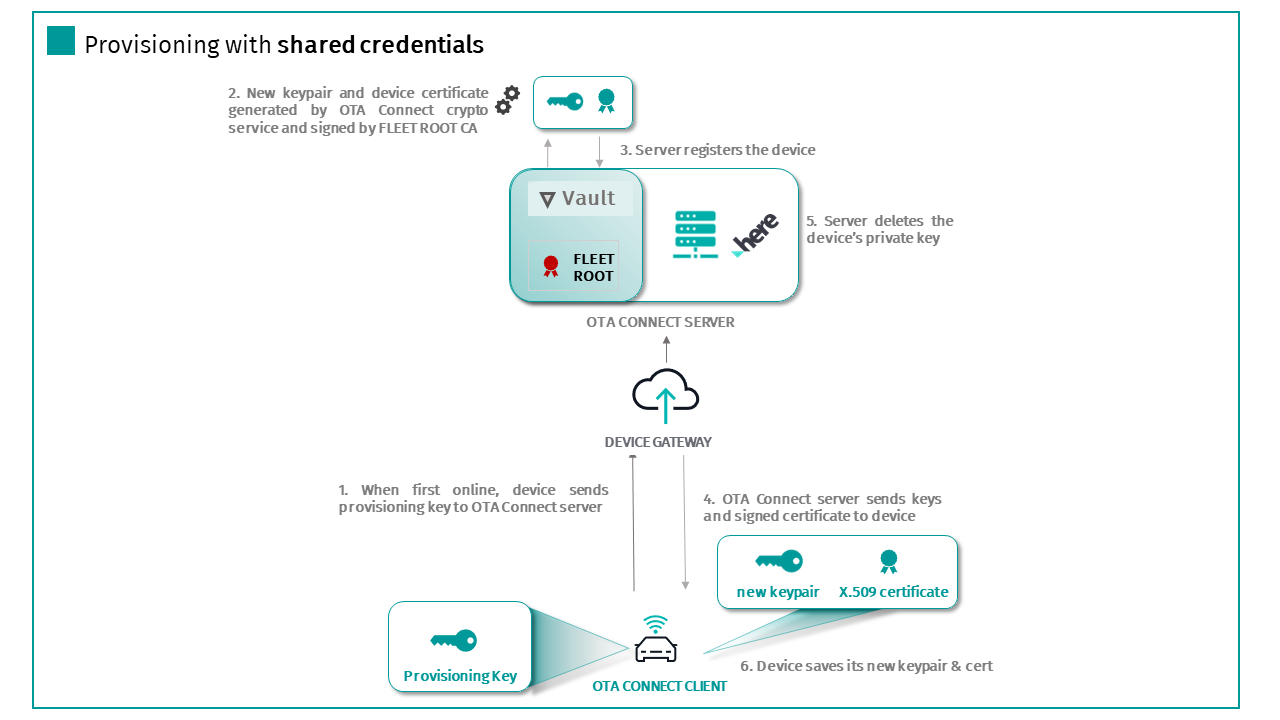 Provisioning with shared credentials
2. New keypair and device certificate
generated by OTA Connect crypto
service and signed by FLEET ROOT CA
3. Server registers the device
Vault
FLEET
ROOT
here
5. Server deletes the
device's private key
OTA CONNECT SERVER
DEVICE GATEWAY
1. When first online, device sends
provisioning key to OTA Connect server
4. OTA Connect server sends keys
and signed certificate to device
new keypair
X.509 certificate
Provisioning Key
6. Device saves its new keypair & cert
OTA CONNECT CLIENT